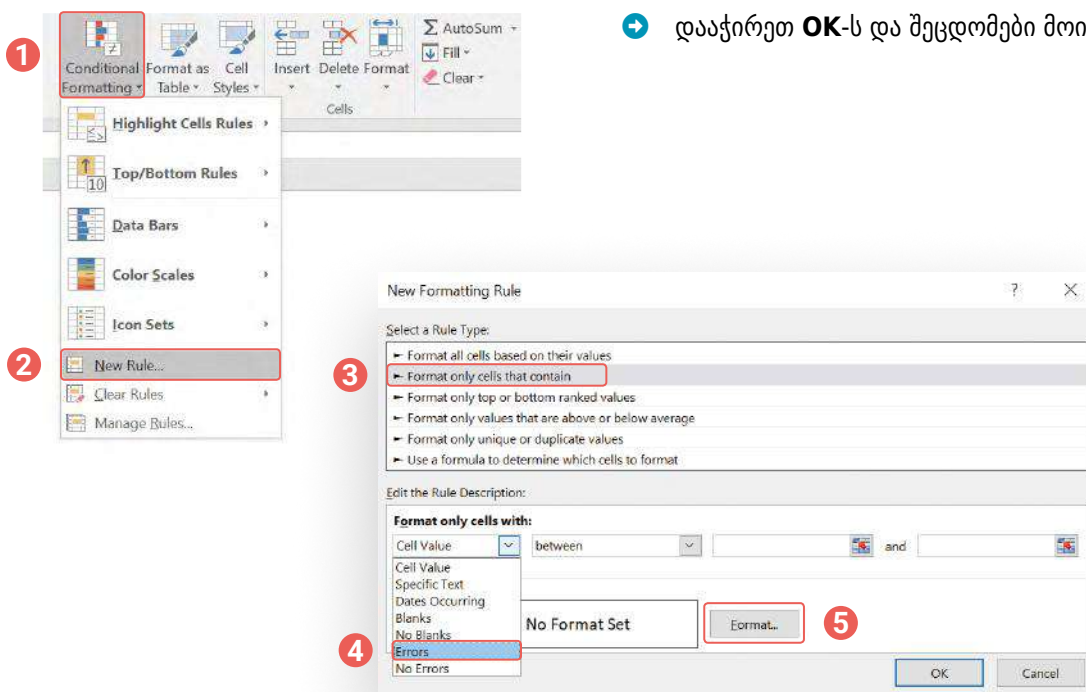 ➲ დააჭირეთ OK-ს და შეცდომები
1
Conditional Formatting
Format as Table
Cell Styles
Insert
Delete
Format
Cells
AutoSum
Fill
Clear
Highlight Cells Rules
Top/Bottom Rules
10
Data Bars
Color Scales
Icon Sets
2
New Rule...
Clear Rules
Manage Rules...
New Formatting Rule
?
Select a Rule Type:
► Format all cells based on their values
3
► Format only cells that contain
► Format only top or bottom ranked values
► Format only values that are above or below average
► Format only unique or duplicate values
► Use a formula to determine which cells to format
Edit the Rule Description:
Format only cells with:
Cell Value
between
and
Cell Value
Specific Text
Dates Occurring
Blanks
No Blanks
4
Errors
No Errors
No Format Set
Format...
5
OK
Cancel